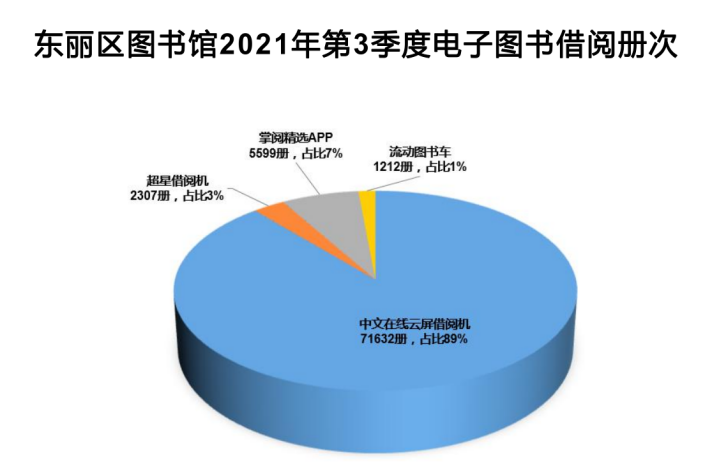 东丽区图书馆2021年第3季度电子图书借阅册次
掌阅精选APP
5599册，占比7%
流动图书车
1212册，占比1%
超星借阅机
2307册，占比3%
中文在线云屏借阅机
71632册，占比89%